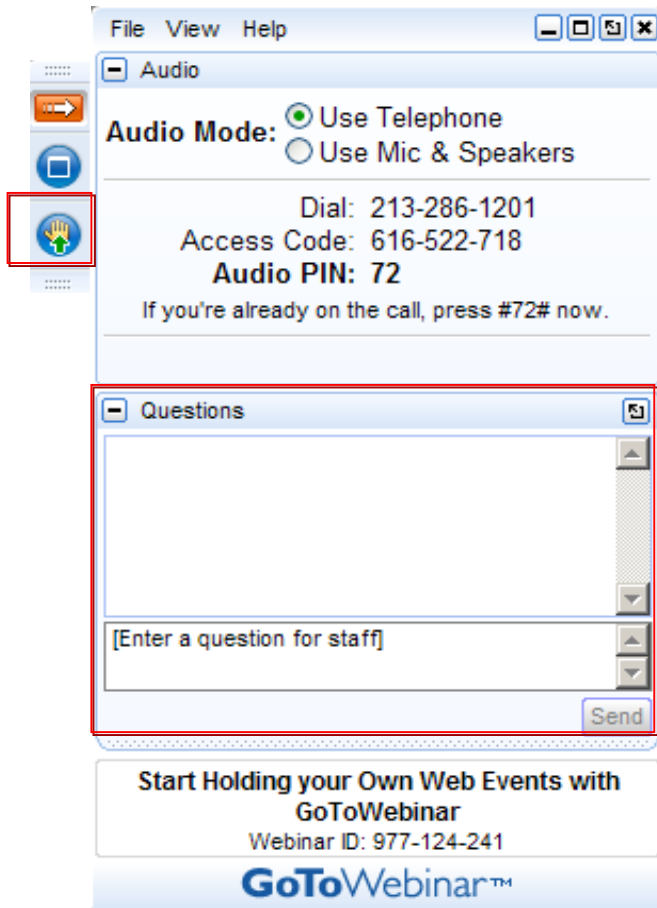 File View Help
Audio
Audio Mode: Use Telephone
Use Mic & Speakers
Dial: 213-286-1201
Access Code: 616-522-718
Audio PIN: 72
If you're already on the call, press #72# now.
Questions
[Enter a question for staff]
Send
Start Holding your Own Web Events with
GoToWebinar
Webinar ID: 977-124-241
GoToWebinar™